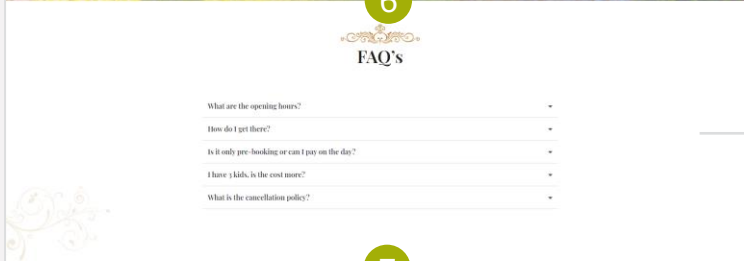 6
FAQ's
What are the opening hours?
How do I get there?
Is it only pre-booking or can I pay on the day?
I have 3 kids, is the cost more?
What is the cancellation policy?